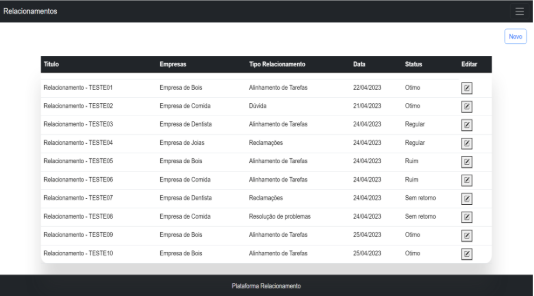 Relacionamentos
Novo
Titulo Empresas Tipo Relacionamento Data Status Editar
Relacionamento - TESTE01 Empresa de Bois Alinhamento de Tarefas 22/04/2023 Otimo
Relacionamento - TESTE02 Empresa de Comida Dúvida 21/04/2023 Otimo
Relacionamento - TESTE03 Empresa de Dentista Alinhamento de Tarefas 24/04/2023 Regular
Relacionamento - TESTE04 Empresa de Joias Reclamações 24/04/2023 Regular
Relacionamento - TESTE05 Empresa de Bois Alinhamento de Tarefas 24/04/2023 Ruim
Relacionamento - TESTE06 Empresa de Comida Alinhamento de Tarefas 24/04/2023 Ruim
Relacionamento - TESTE07 Empresa de Dentista Reclamações 24/04/2023 Sem retorno
Relacionamento - TESTE08 Empresa de Comida Resolução de problemas 24/04/2023 Sem retorno
Relacionamento - TESTE09 Empresa de Bois Alinhamento de Tarefas 25/04/2023 Otimo
Relacionamento - TESTE10 Empresa de Bois Alinhamento de Tarefas 25/04/2023 Otimo
Plataforma Relacionamento